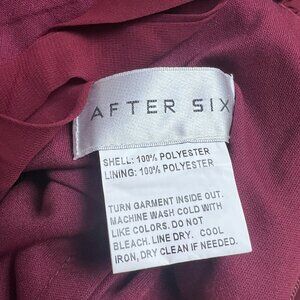 AFTER SIX
SHELL: 100% POLYESTER
LINING: 100% POLYESTER
TURN GARMENT INSIDE OUT.
MACHINE WASH COLD WITH
LIKE COLORS. DO NOT
BLEACH. LINE DRY. COOL
IRON, DRY CLEAN IF NEEDED.